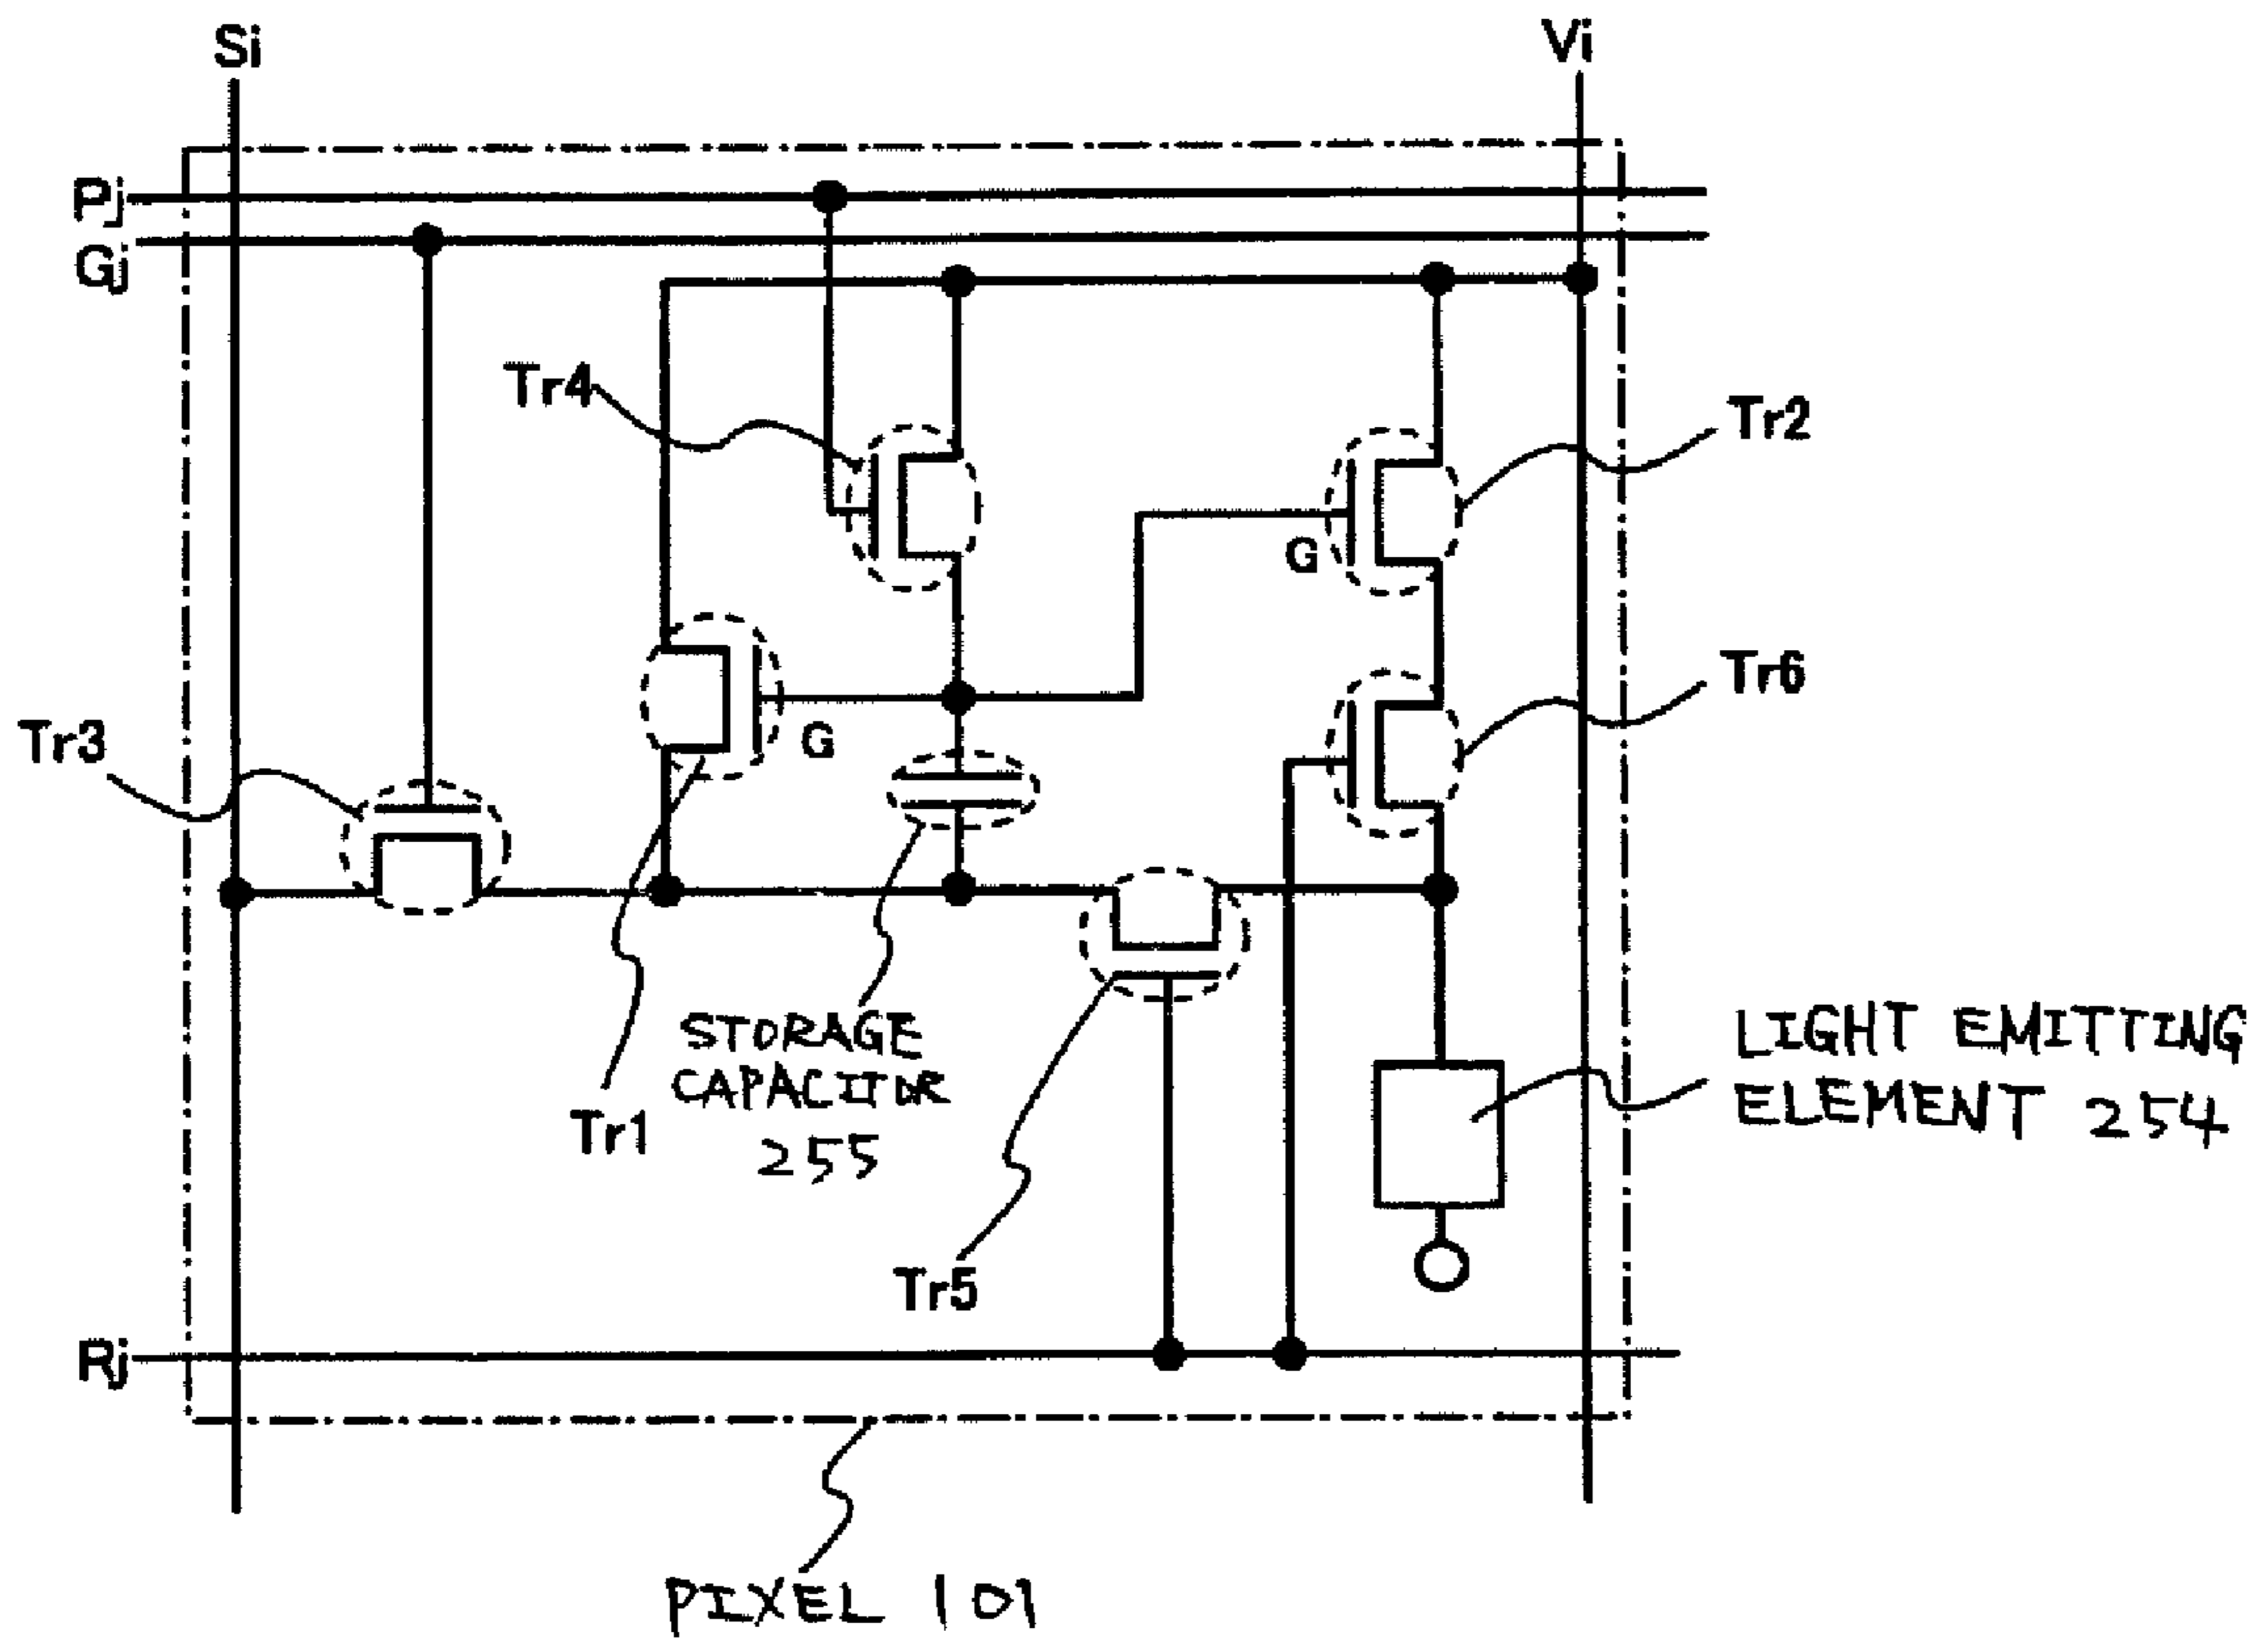 Si
Vi
Pj
Gj
Tr4
Tr2
G
Tr6
Tr3
G
STORAGE
CAPACITOR
255
LIGHT EMITTING
ELEMENT 254
Tr1
Tr5
Rj
PIXEL 101